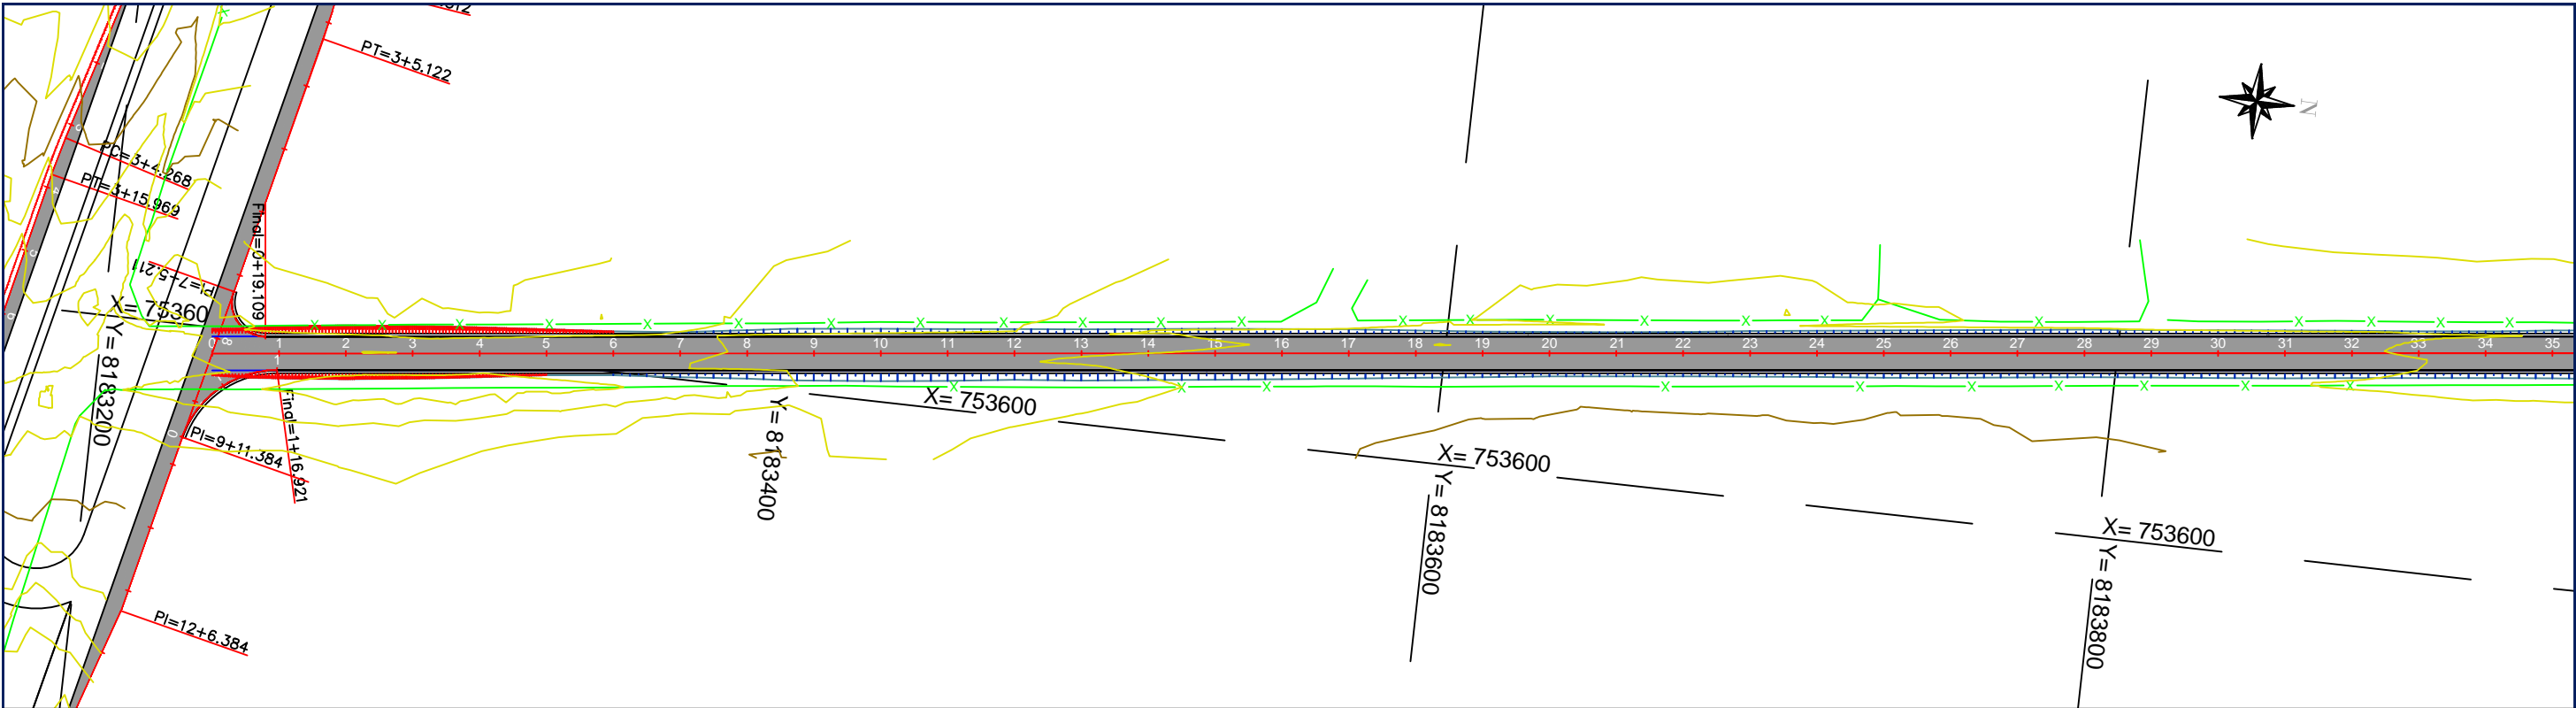 PT=3+5.122
N
PC=3+4.268
PT=3+15.969
Final=0+19.109
PI=7+5.211
X= 75360
Y= 8183200
0 1 2 3 4 5 6 7 8 9 10 11 12 13 14 15 16 17 18 19 20 21 22 23 24 25 26 27 28 29 30 31 32 33 34 35
8
1
Final=1+16.921
0
PI=9+11.384
X= 753600
Y= 8183400
X= 753600
Y= 8183600
X= 753600
Y= 8183800
PI=12+6.384